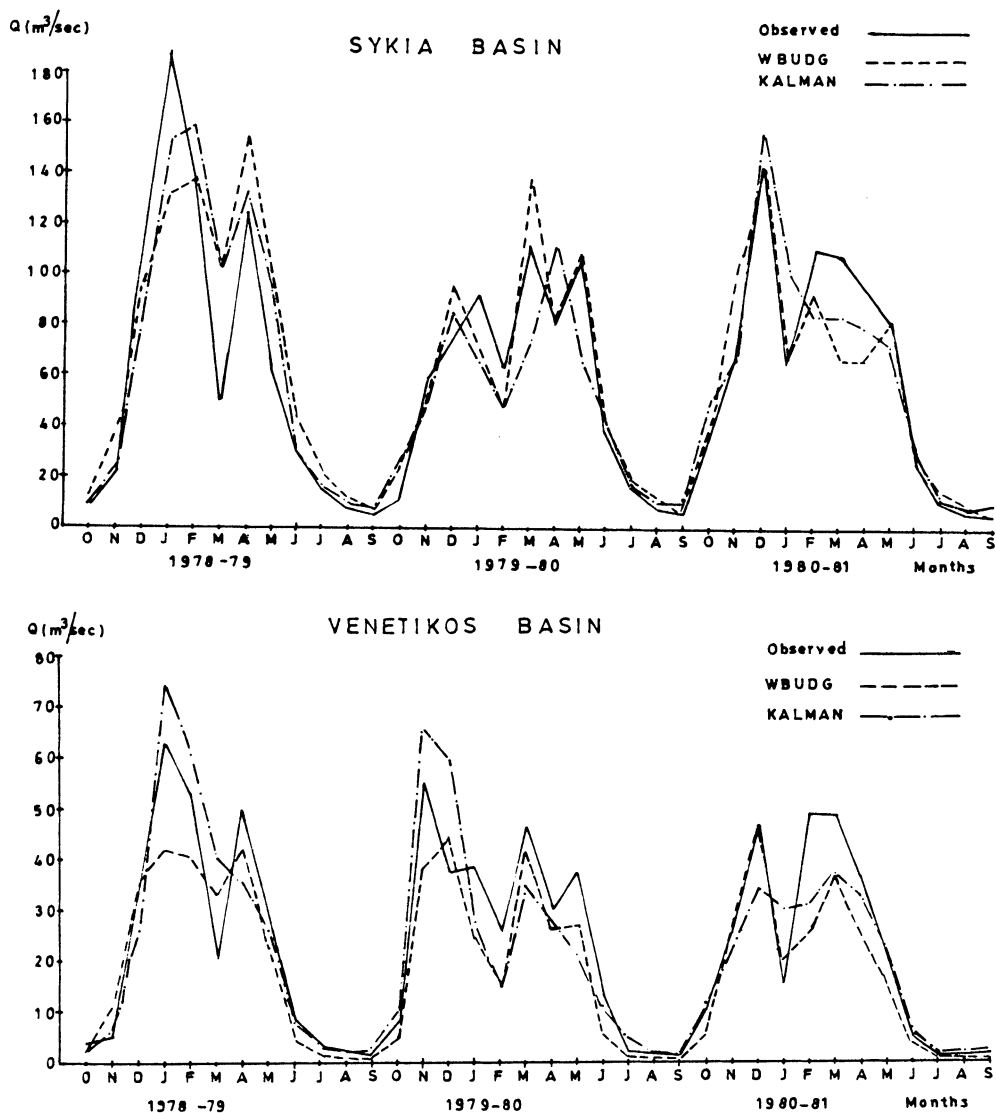 Q (m³/sec)
SYKIA BASIN
Observed
WBUDG
KALMAN
180
160
140
120
100
80
60
40
20
0
O N D J F M A M J J A S O N D J F M A M J J A S O N D J F M A M J J A S
1978-79 1979-80 1980-81 Months
Q (m³/sec)
VENETIKOS BASIN
Observed
WBUDG
KALMAN
80
70
60
50
40
30
20
10
0
O N D J F M A M J J A S O N D J F M A M J J A S O N D J F M A M J J A S
1978-79 1979-80 1980-81 Months